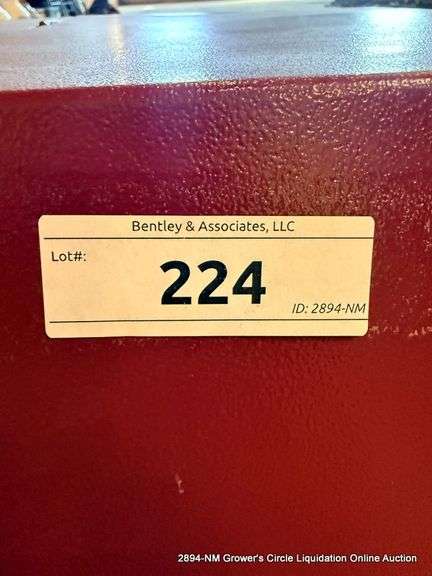 Bentley & Associates, LLC
Lot#:
224
ID: 2894-NM
2894-NM Grower's Circle Liquidation Online Auction